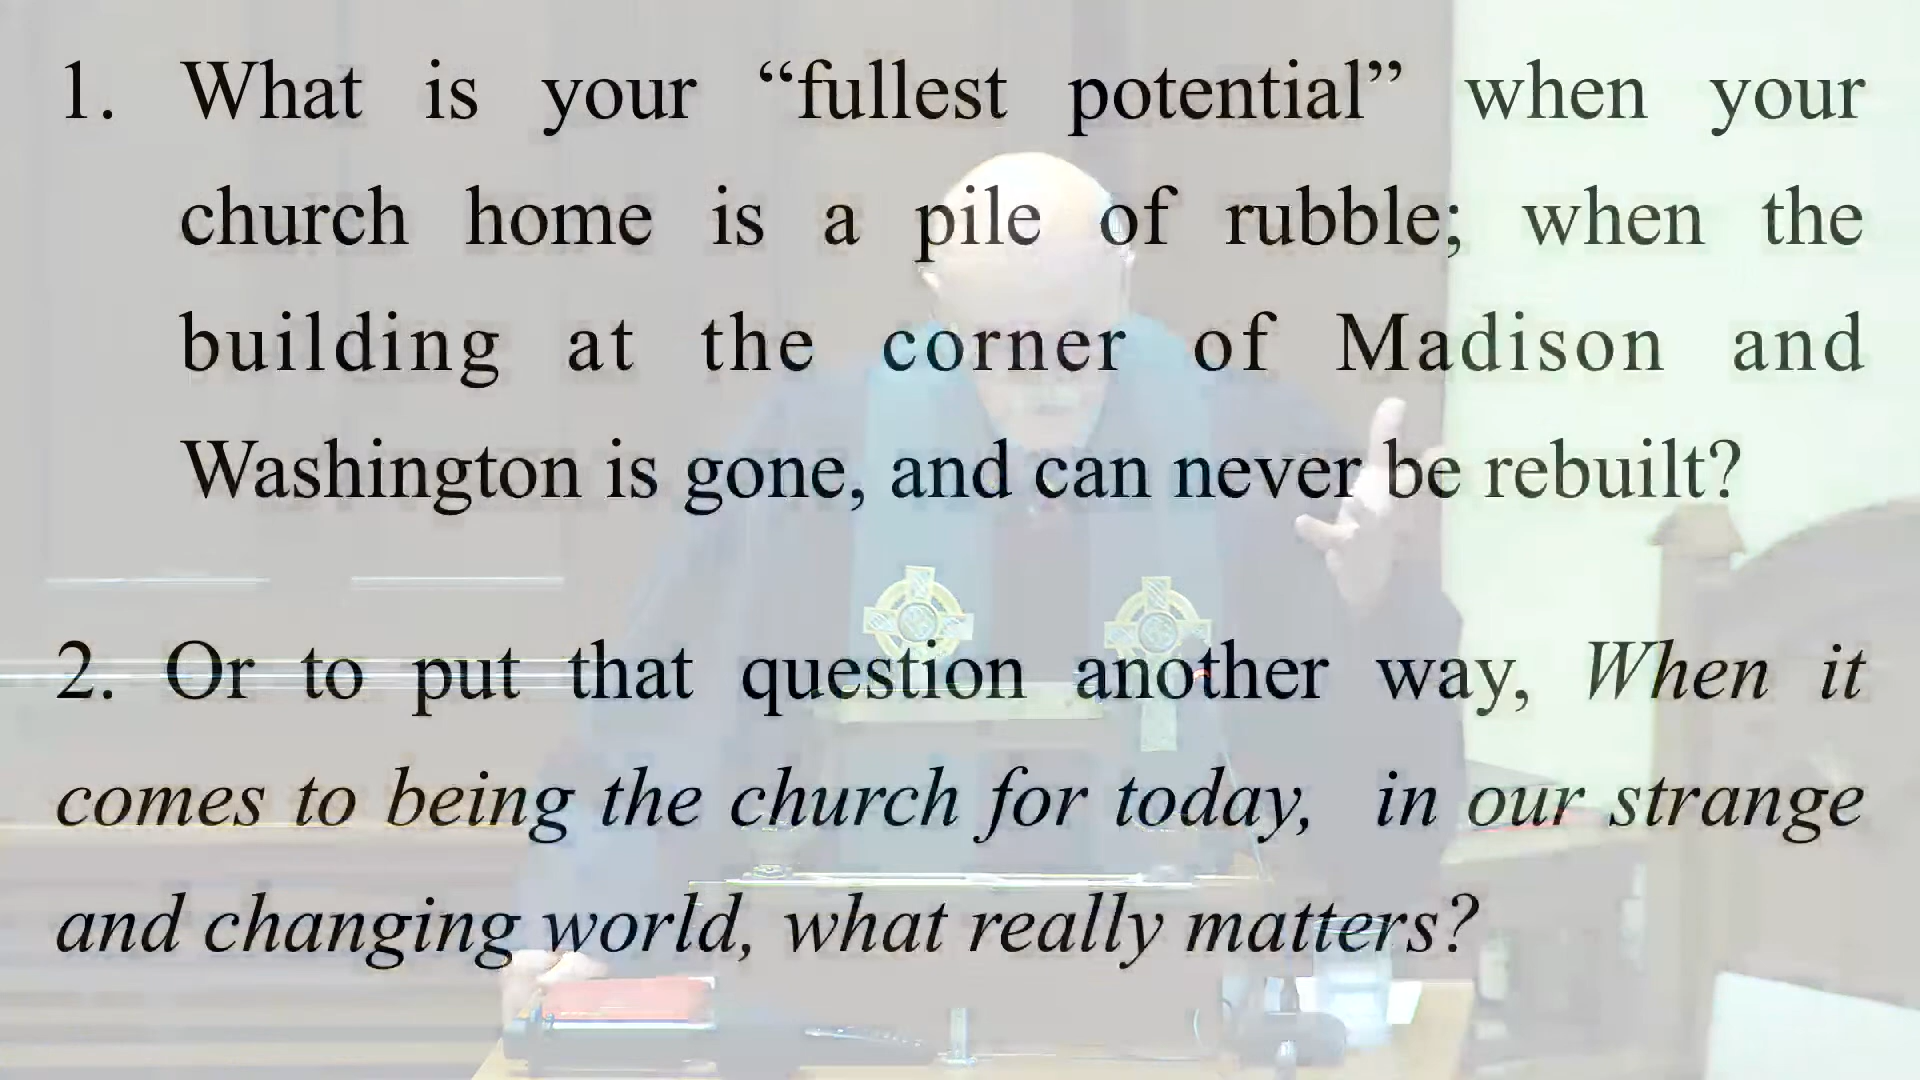 1. What is your “fullest potential” when your
church home is a pile of rubble; when the
building at the corner of Madison and
Washington is gone, and can never be rebuilt?
2. Or to put that question another way, When it
comes to being the church for today, in our strange
and changing world, what really matters?